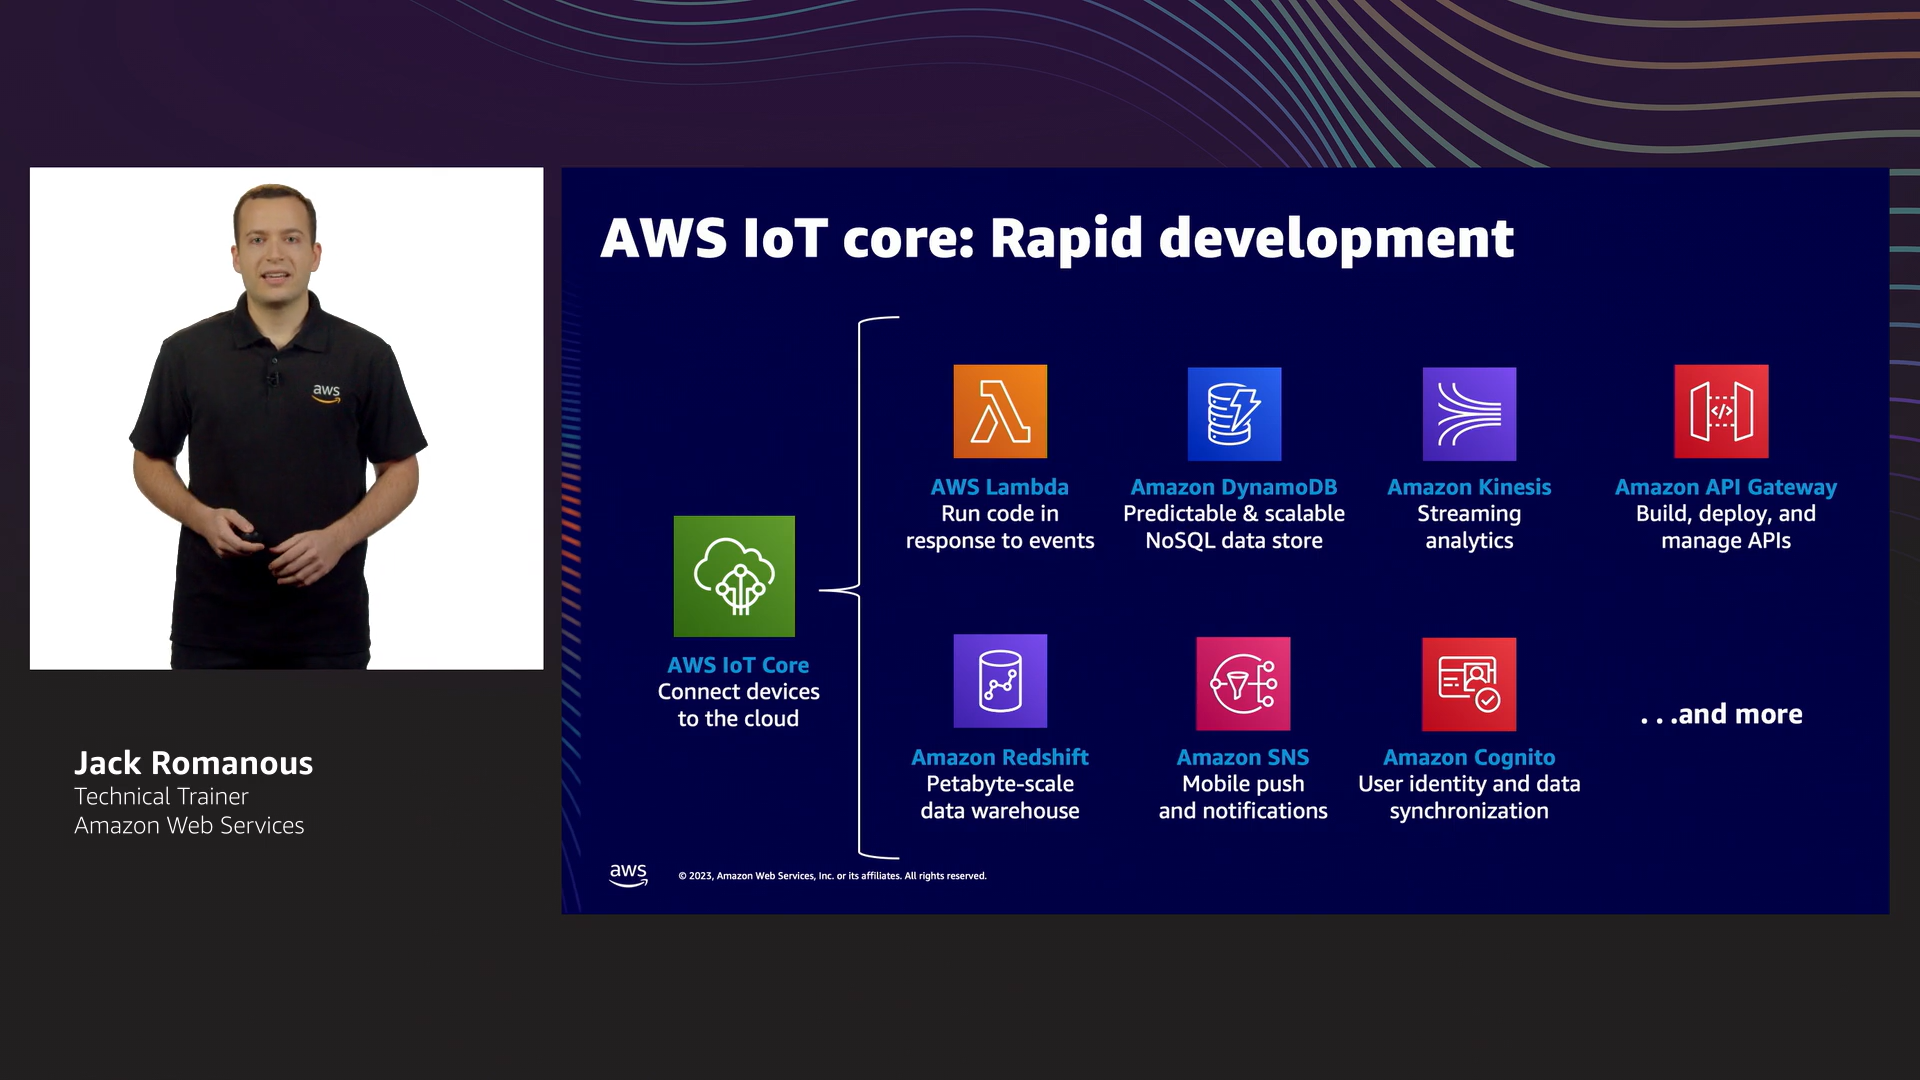 AWS IoT core: Rapid development
aws
AWS Lambda
Run code in
response to events
Amazon DynamoDB
Predictable & scalable
NoSQL data store
Amazon Kinesis
Streaming
analytics
Amazon API Gateway
Build, deploy, and
manage APIs
</>
AWS IoT Core
Connect devices
to the cloud
Amazon Redshift
Petabyte-scale
data warehouse
Amazon SNS
Mobile push
and notifications
Amazon Cognito
User identity and data
synchronization
...and more
Jack Romanous
Technical Trainer
Amazon Web Services
aws
© 2023, Amazon Web Services, Inc. or its affiliates. All rights reserved.